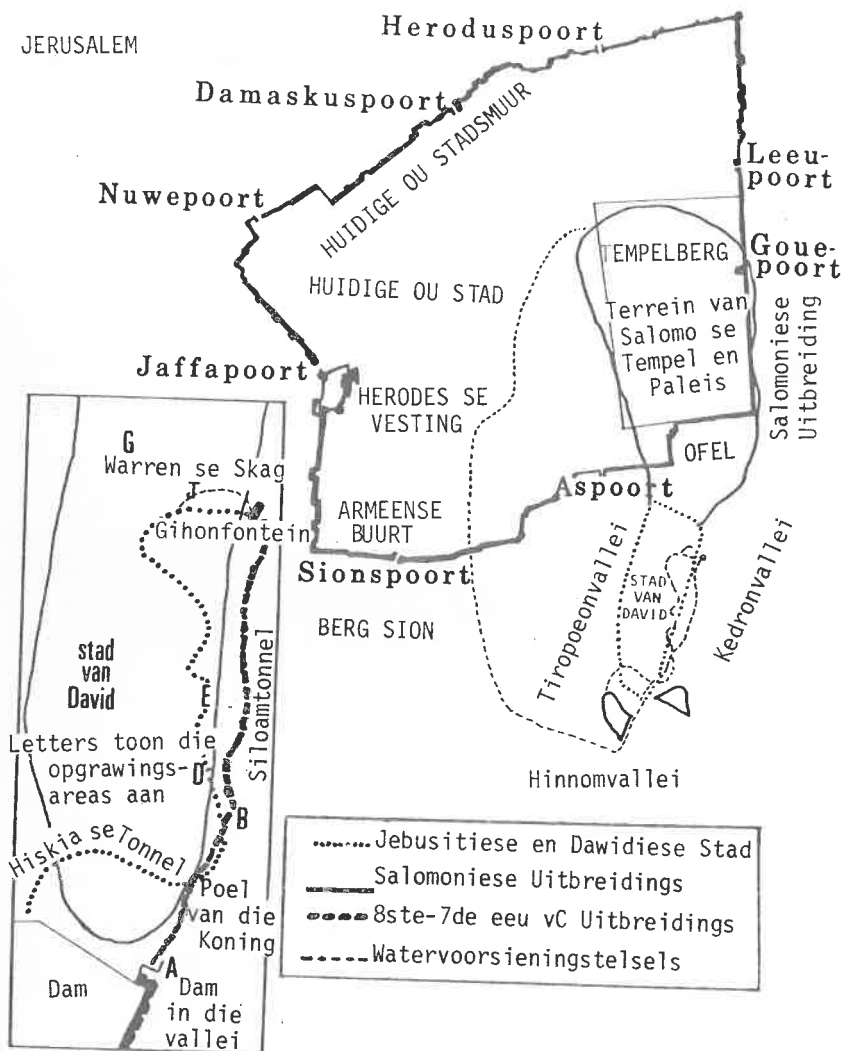 JERUSALEM
Heroduspoort
Damaskuspoort
HUIDIGE OU STADSMUUR
Leeu-
poort
Nuwepoort
TEMPELBERG
Goue-
poort
HUIDIGE OU STAD
Terrein van
Salomo se
Tempel en
Paleis
Salomoniese
Uitbreiding
Jaffapoort
HERODES SE
VESTING
OFEL
Aspoort
ARMEENSE
BUURT
Sionspoort
BERG SION
Tiropoeonvallei
STAD
VAN
DAVID
Kedronvallei
Hinnomvallei
G
Warren se Skag
J
Gihonfontein
stad
van
David
E
Siloamtonnel
Letters toon die
opgrawings-
areas aan
D
B
Hiskia se Tonnel
Poel
van die
Koning
A
Dam
Dam
in die
vallei
Jebusitiese en Dawidiese Stad
Salomoniese Uitbreidings
8ste-7de eeu vC Uitbreidings
Watervoorsieningstelsels